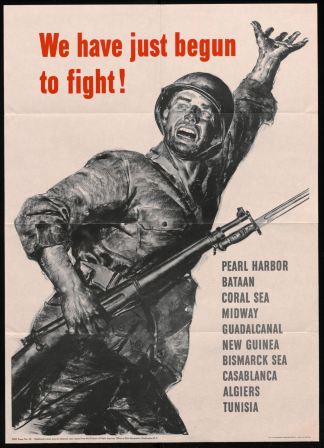 We have just begun
to fight!
PEARL HARBOR
BATAAN
CORAL SEA
MIDWAY
GUADALCANAL
NEW GUINEA
BISMARCK SEA
CASABLANCA
ALGIERS
TUNISIA